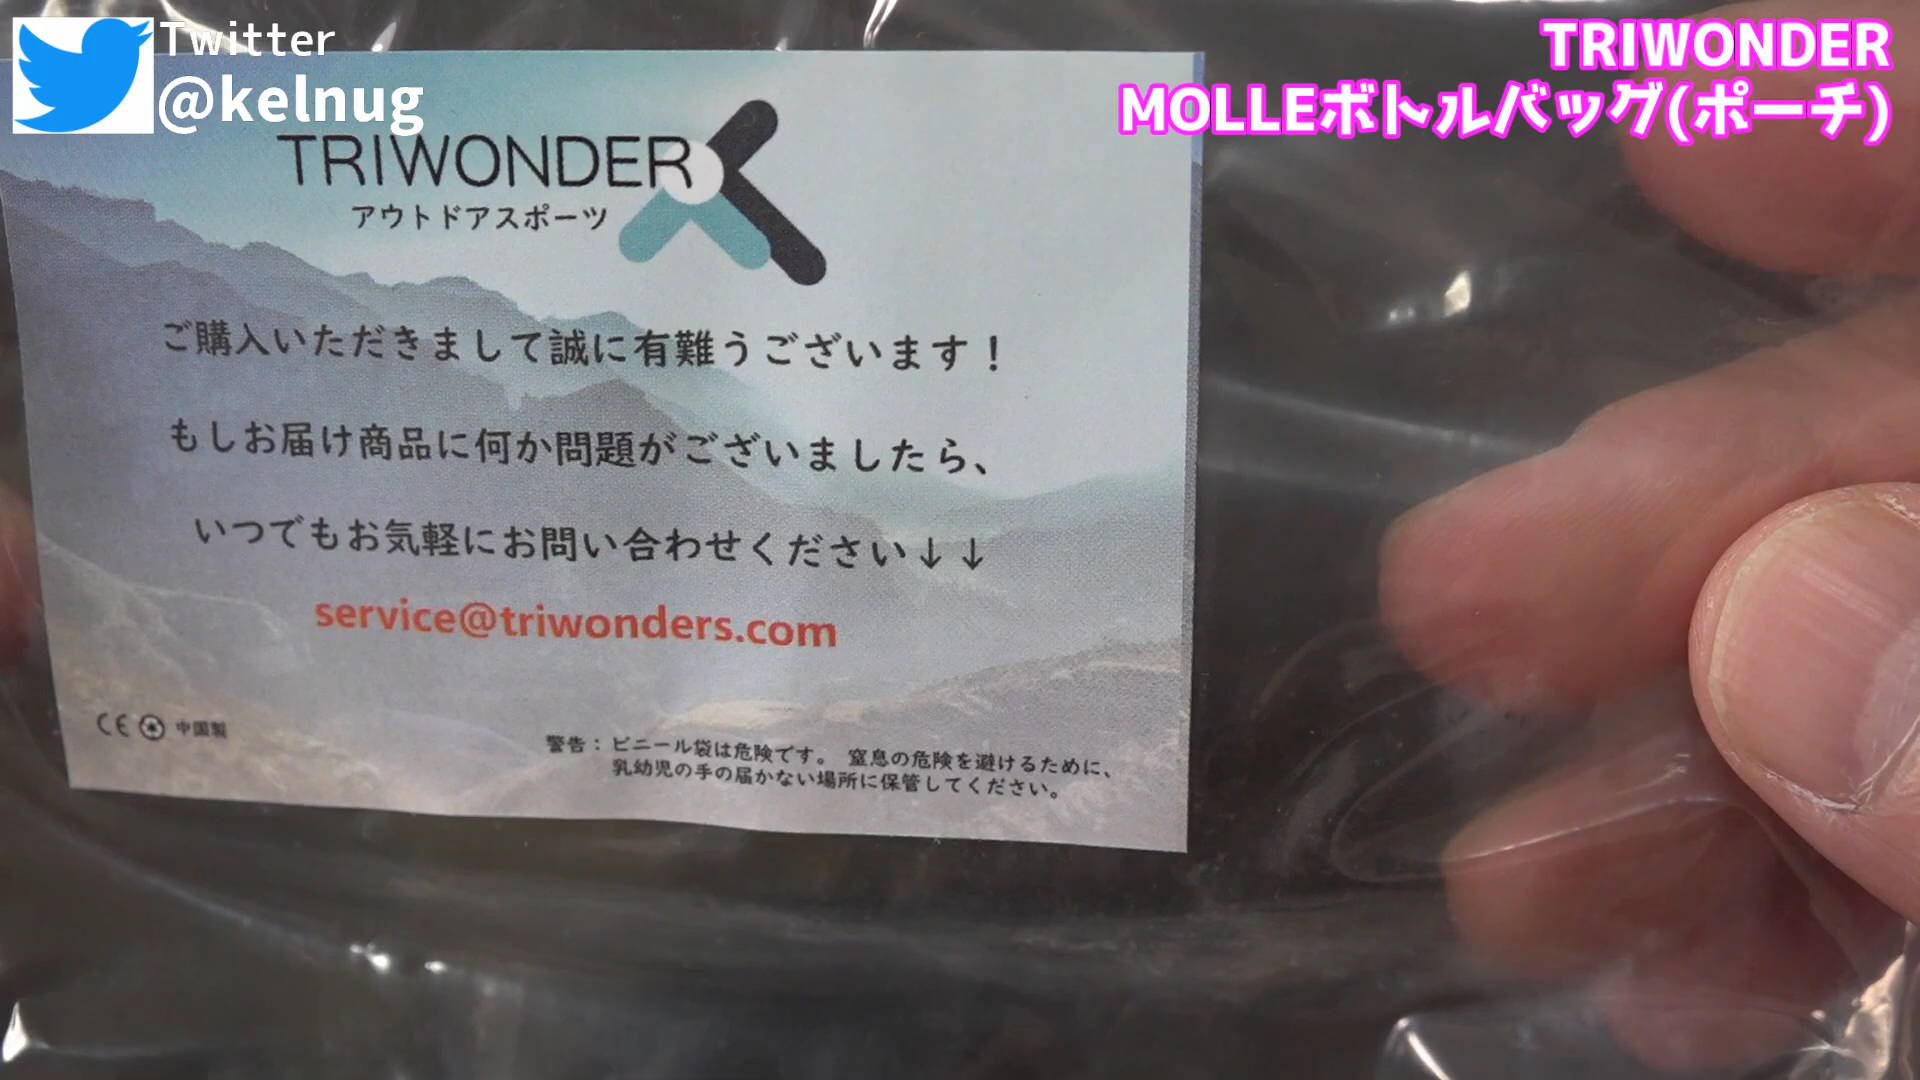 Twitter
@kelnug
TRIWONDER
MOLLEボトルバッグ(ポーチ)
TRIWONDER
アウトドアスポーツ
ご購入いただきまして誠に有難うございます！
もしお届け商品に何か問題がございましたら、
いつでもお気軽にお問い合わせください↓↓
service@triwonders.com
CE 中国製
警告：ビニール袋は危険です。 窒息の危険を避けるために、
乳幼児の手の届かない場所に保管してください。